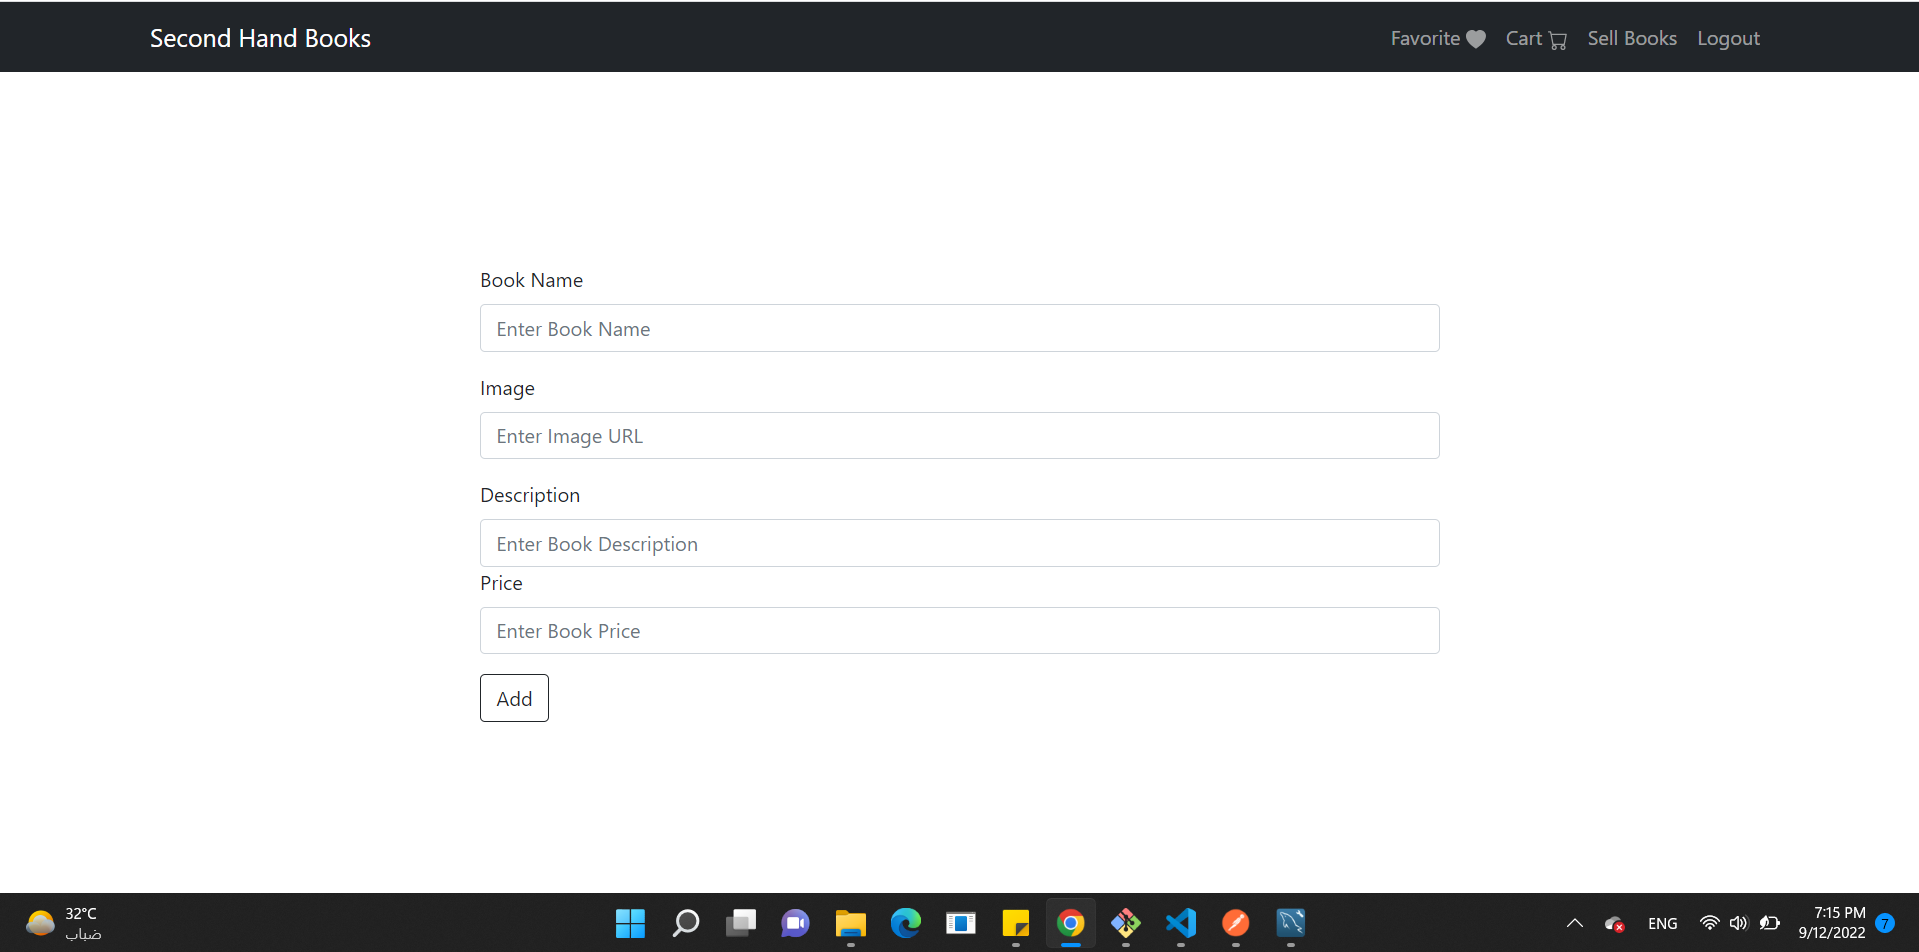 Second Hand Books
Favorite Cart Sell Books Logout
Book Name
Enter Book Name
Image
Enter Image URL
Description
Enter Book Description
Price
Enter Book Price
Add
32°C
ضباب
ENG
7:15 PM
9/12/2022
7